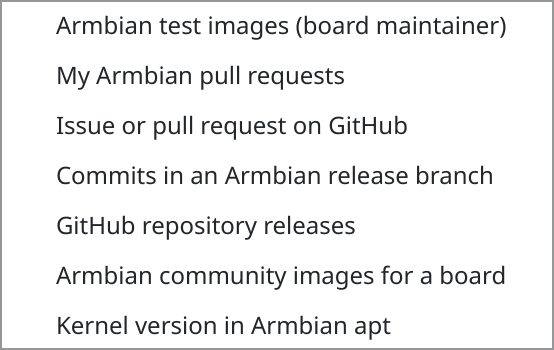 Armbian test images (board maintainer)
My Armbian pull requests
Issue or pull request on GitHub
Commits in an Armbian release branch
GitHub repository releases
Armbian community images for a board
Kernel version in Armbian apt